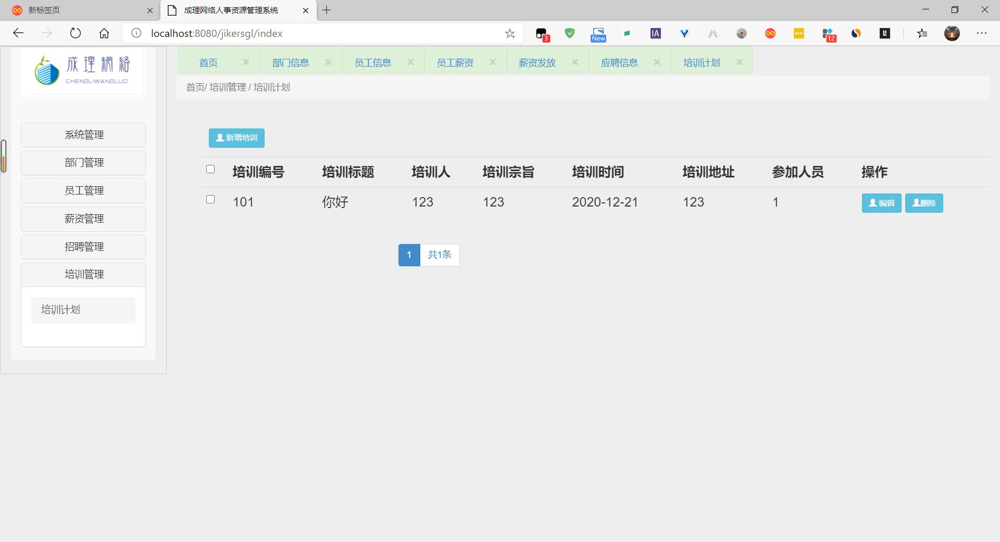 新标签页
成理网络人事资源管理系统
localhost:8080/jikersgl/index
3
New
IA
12
成理網絡
CHENGLIWANGLUO
首页 × 部门信息 × 员工信息 × 员工薪资 × 薪资发放 × 应聘信息 × 培训计划 ×
首页/ 培训管理 / 培训计划
系统管理
部门管理
员工管理
薪资管理
招聘管理
培训管理
培训计划
新增培训
培训编号 培训标题 培训人 培训宗旨 培训时间 培训地址 参加人员 操作
101 你好 123 123 2020-12-21 123 1 编辑 删除
1 共1条